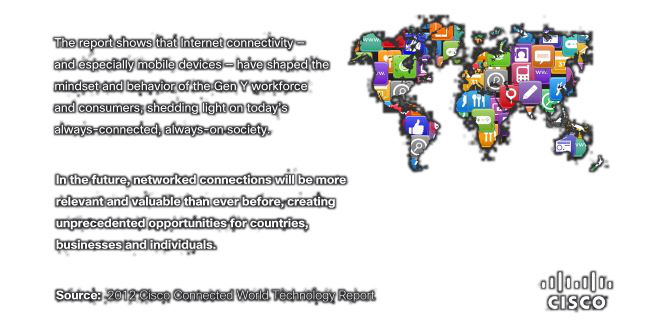 The report shows that Internet connectivity –
and especially mobile devices – have shaped the
mindset and behavior of the Gen Y workforce
and consumers, shedding light on today's
always-connected, always-on society.
In the future, networked connections will be more
relevant and valuable than ever before, creating
unprecedented opportunities for countries,
businesses and individuals.
Source: 2012 Cisco Connected World Technology Report
CISCO